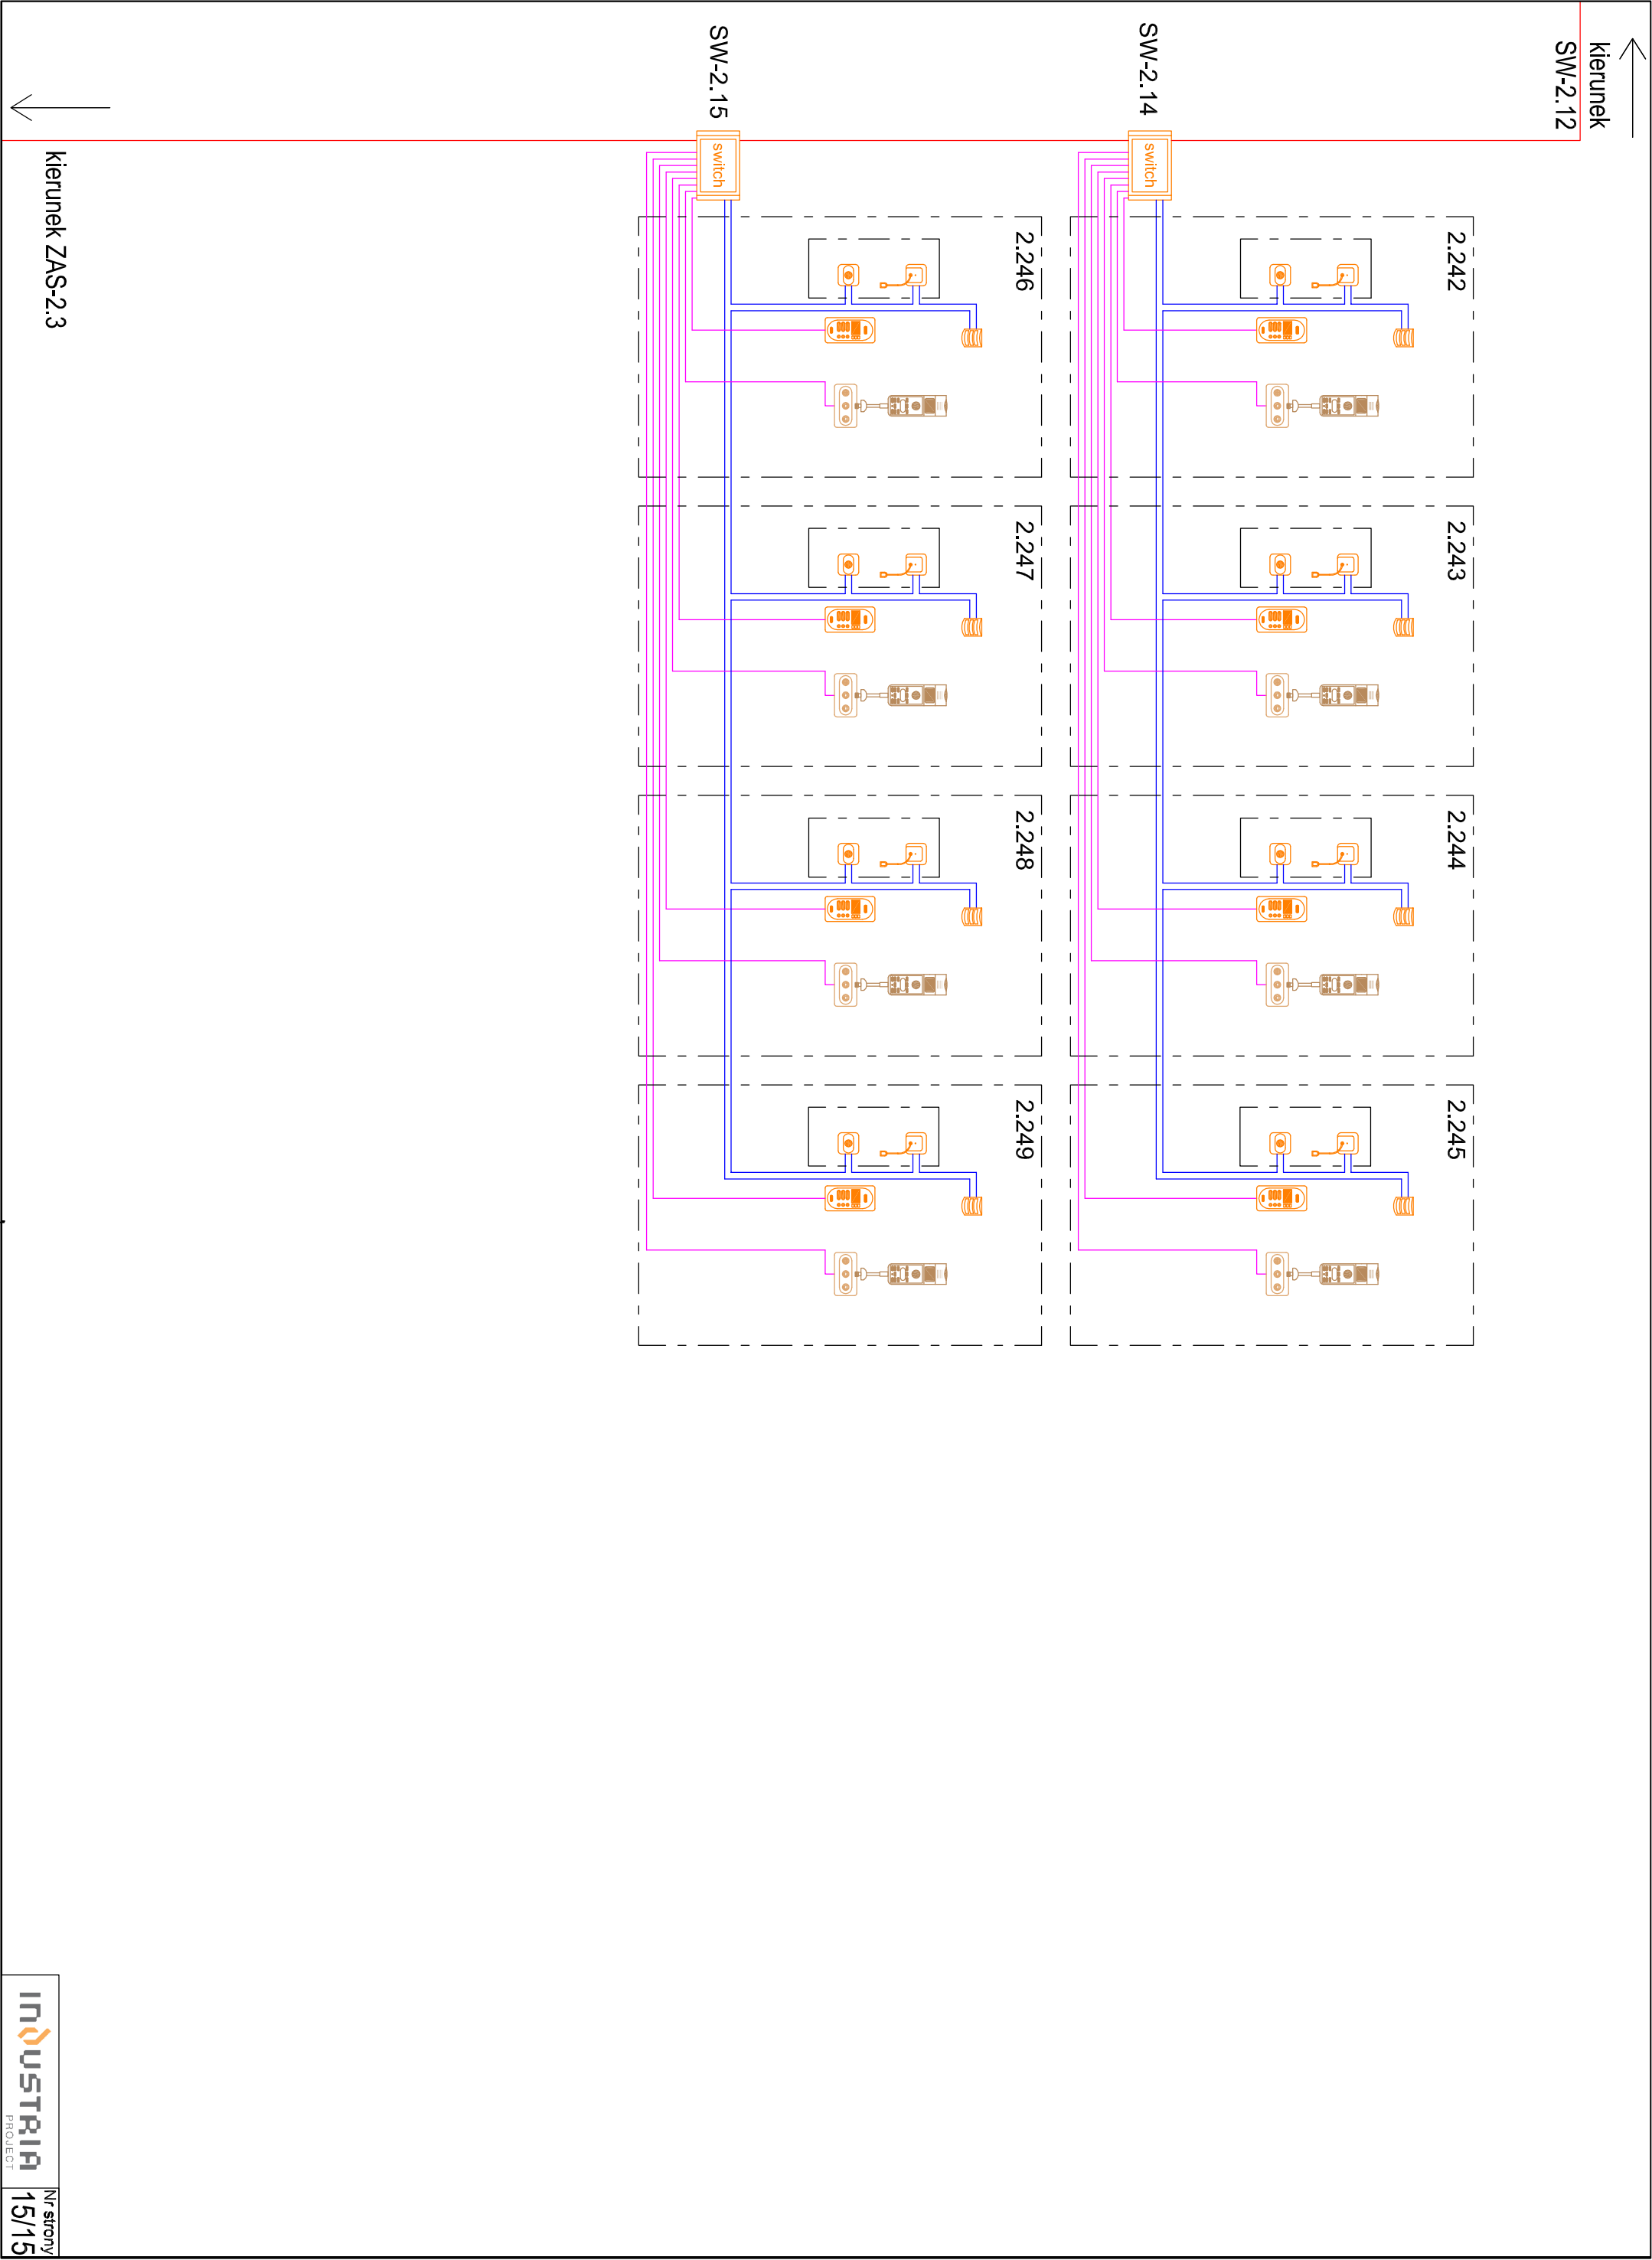 kierunek
SW-2.12
SW-2.14
switch
2.242
2.243
2.244
2.245
SW-2.15
switch
2.246
2.247
2.248
2.249
kierunek ZAS-2.3
INDUSTRIA
PROJECT
Nr strony
15/15